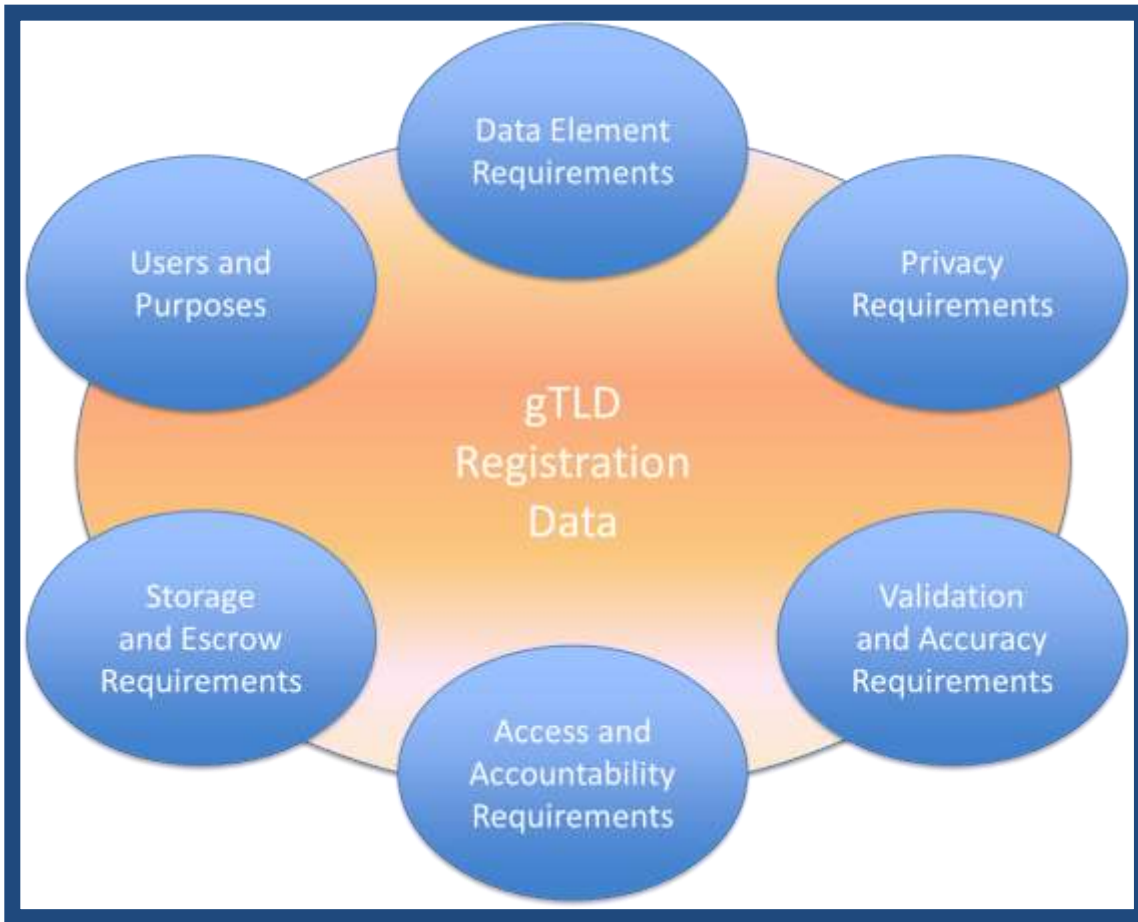 Data Element
Requirements
Users and
Purposes
Privacy
Requirements
gTLD
Registration
Data
Storage
and Escrow
Requirements
Validation
and Accuracy
Requirements
Access and
Accountability
Requirements